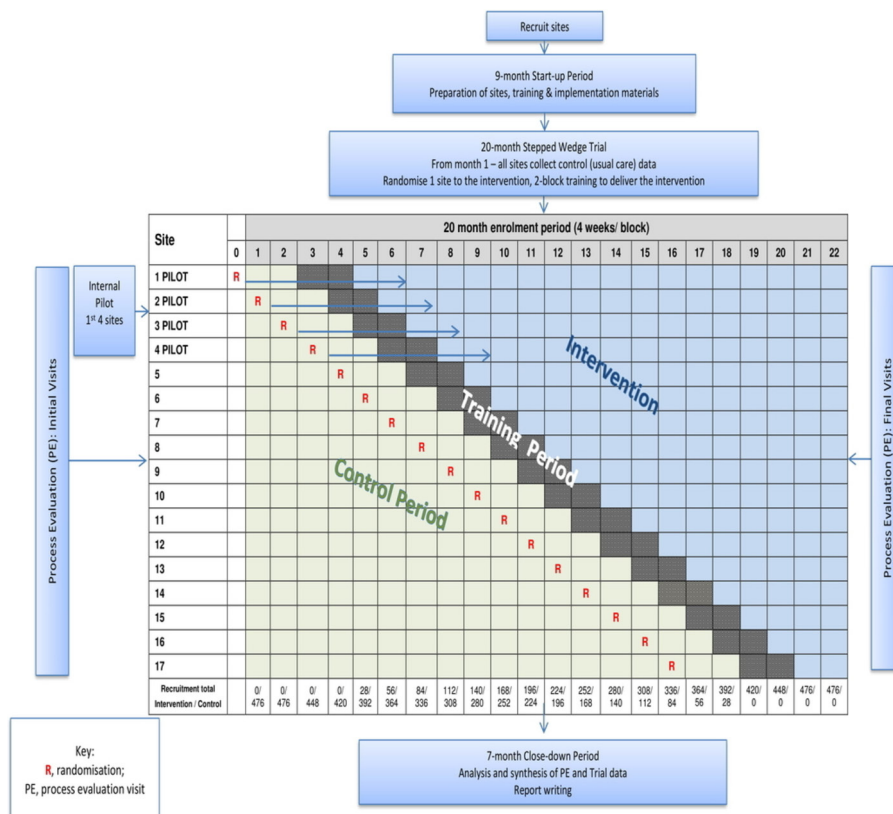 Recruit sites
9-month Start-up Period
Preparation of sites, training & implementation materials
20-month Stepped Wedge Trial
From month 1 – all sites collect control (usual care) data
Randomise 1 site to the intervention, 2-block training to deliver the intervention
Site
20 month enrolment period (4 weeks/ block)
0 1 2 3 4 5 6 7 8 9 10 11 12 13 14 15 16 17 18 19 20 21 22
1 PILOT R
2 PILOT R
3 PILOT R
4 PILOT R
5 R
6 R
7 R
8 R
9 R
10 R
11 R
12 R
13 R
14 R
15 R
16 R
17 R
Intervention
Training Period
Control Period
Recruitment total 0/ 0/ 0/ 0/ 28/ 56/ 84/ 112/ 140/ 168/ 196/ 224/ 252/ 280/ 308/ 336/ 364/ 392/ 420/ 448/ 476/ 476/
Intervention / Control 476 476 448 420 392 364 336 308 280 252 224 196 168 140 112 84 56 28 0 0 0 0
Process Evaluation (PE): Initial Visits
Internal
Pilot
1st 4 sites
Process Evaluation (PE): Final Visits
7-month Close-down Period
Analysis and synthesis of PE and Trial data
Report writing
Key:
R, randomisation;
PE, process evaluation visit